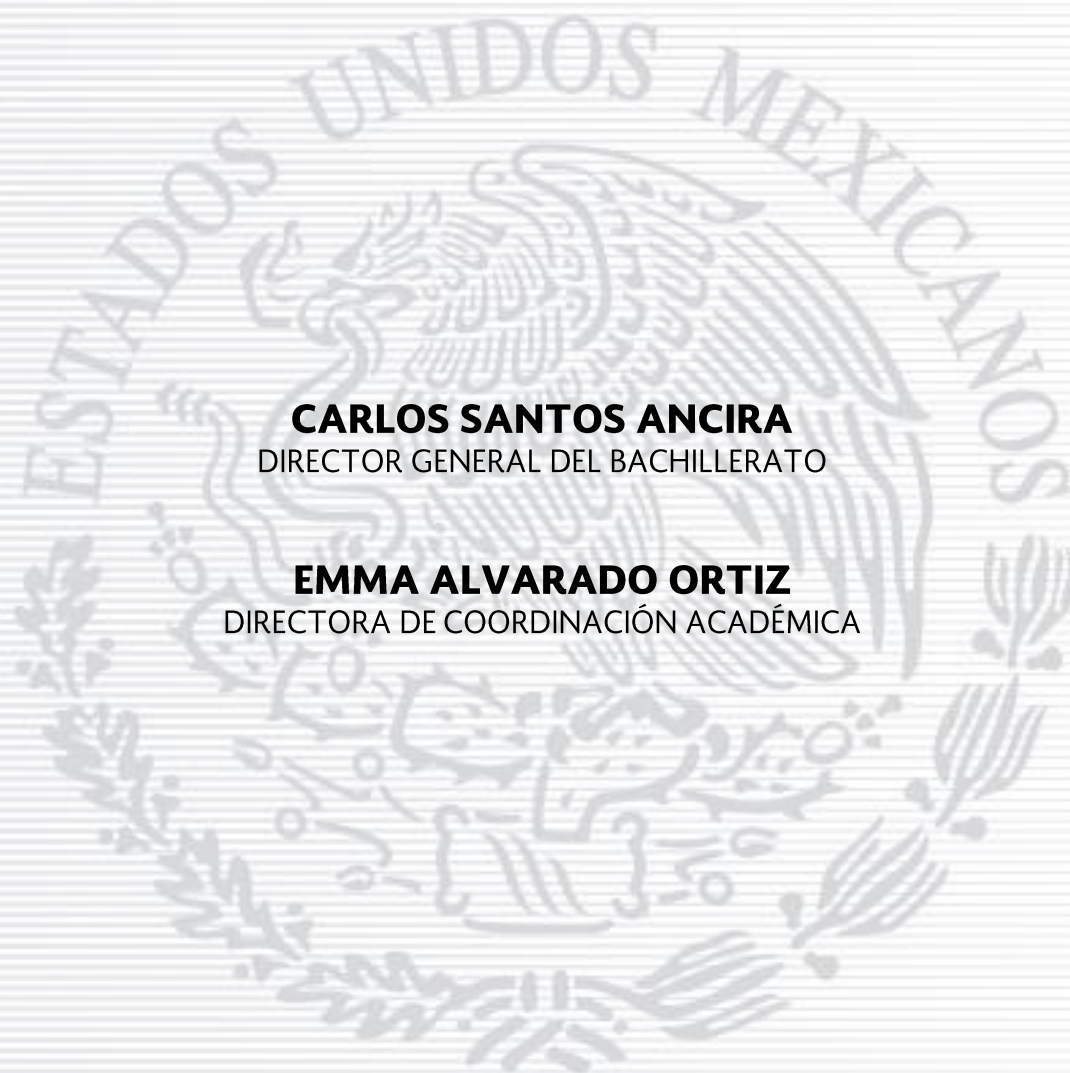 ESTADOS UNIDOS MEXICANOS
CARLOS SANTOS ANCIRA
DIRECTOR GENERAL DEL BACHILLERATO
EMMA ALVARADO ORTIZ
DIRECTORA DE COORDINACIÓN ACADÉMICA